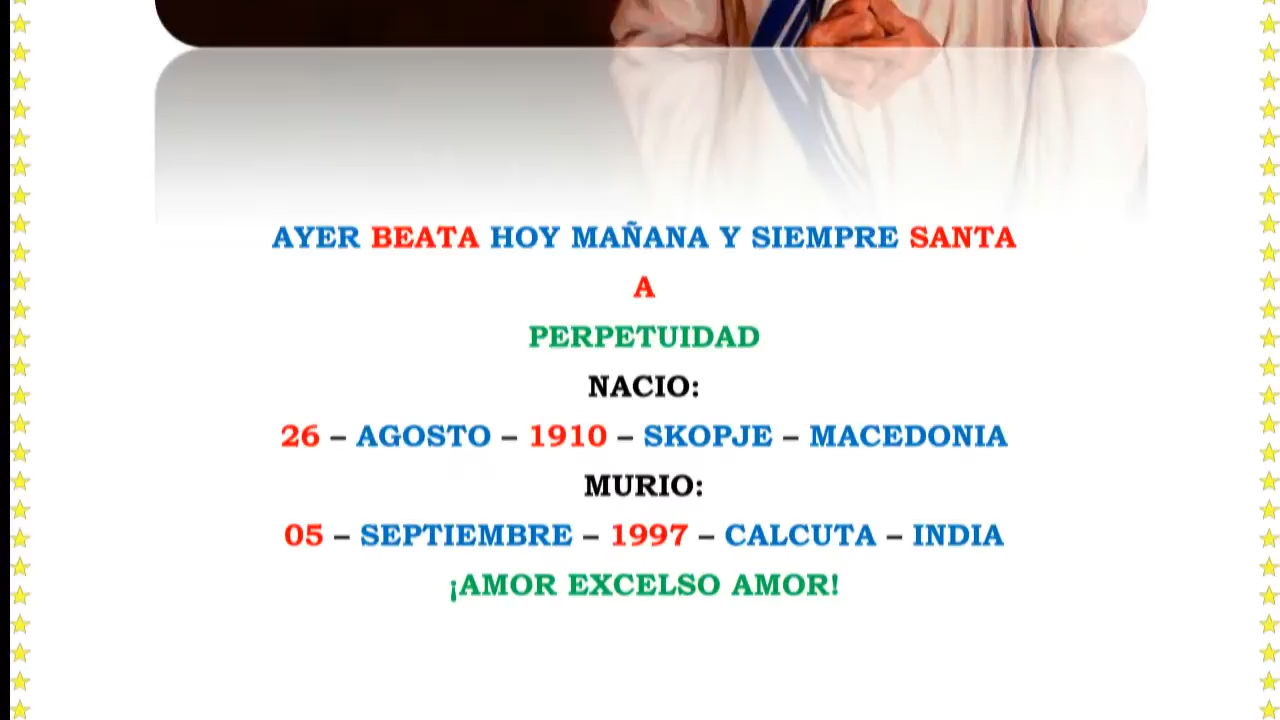 AYER BEATA HOY MAÑANA Y SIEMPRE SANTA
A
PERPETUIDAD
NACIO:
26 – AGOSTO – 1910 – SKOPJE – MACEDONIA
MURIO:
05 – SEPTIEMBRE – 1997 – CALCUTA – INDIA
¡AMOR EXCELSO AMOR!